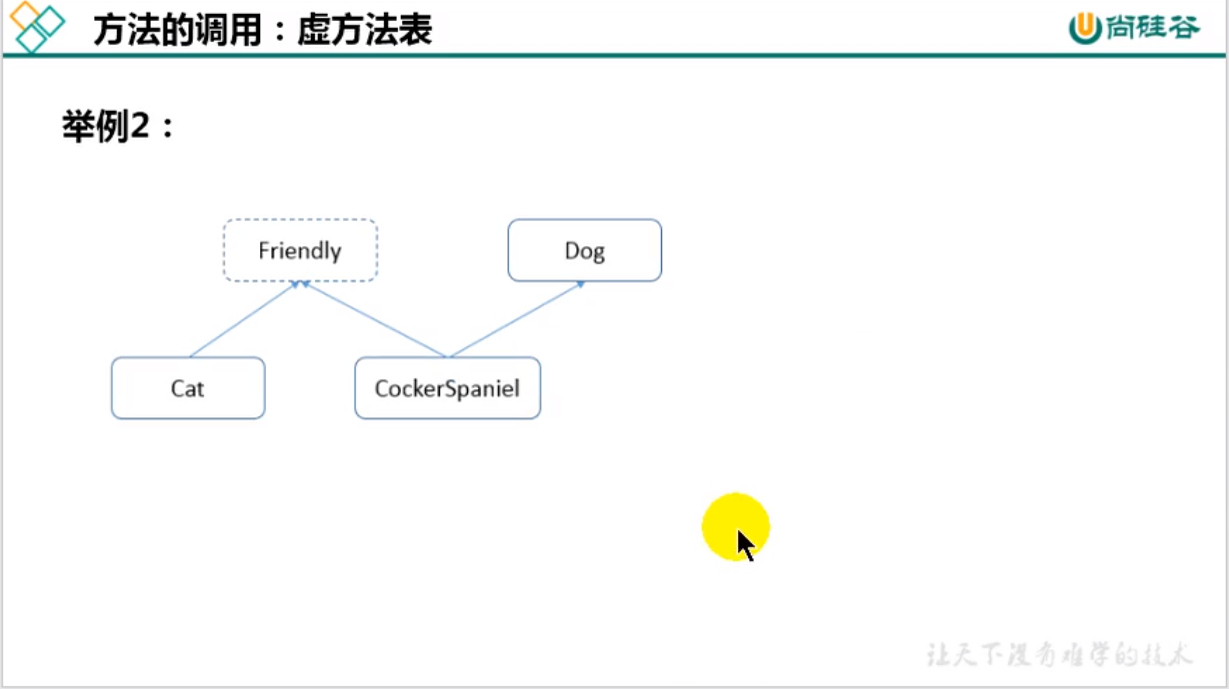 方法的调用：虚方法表
尚硅谷
举例2：
Friendly
Dog
Cat
CockerSpaniel
让天下没有难学的技术